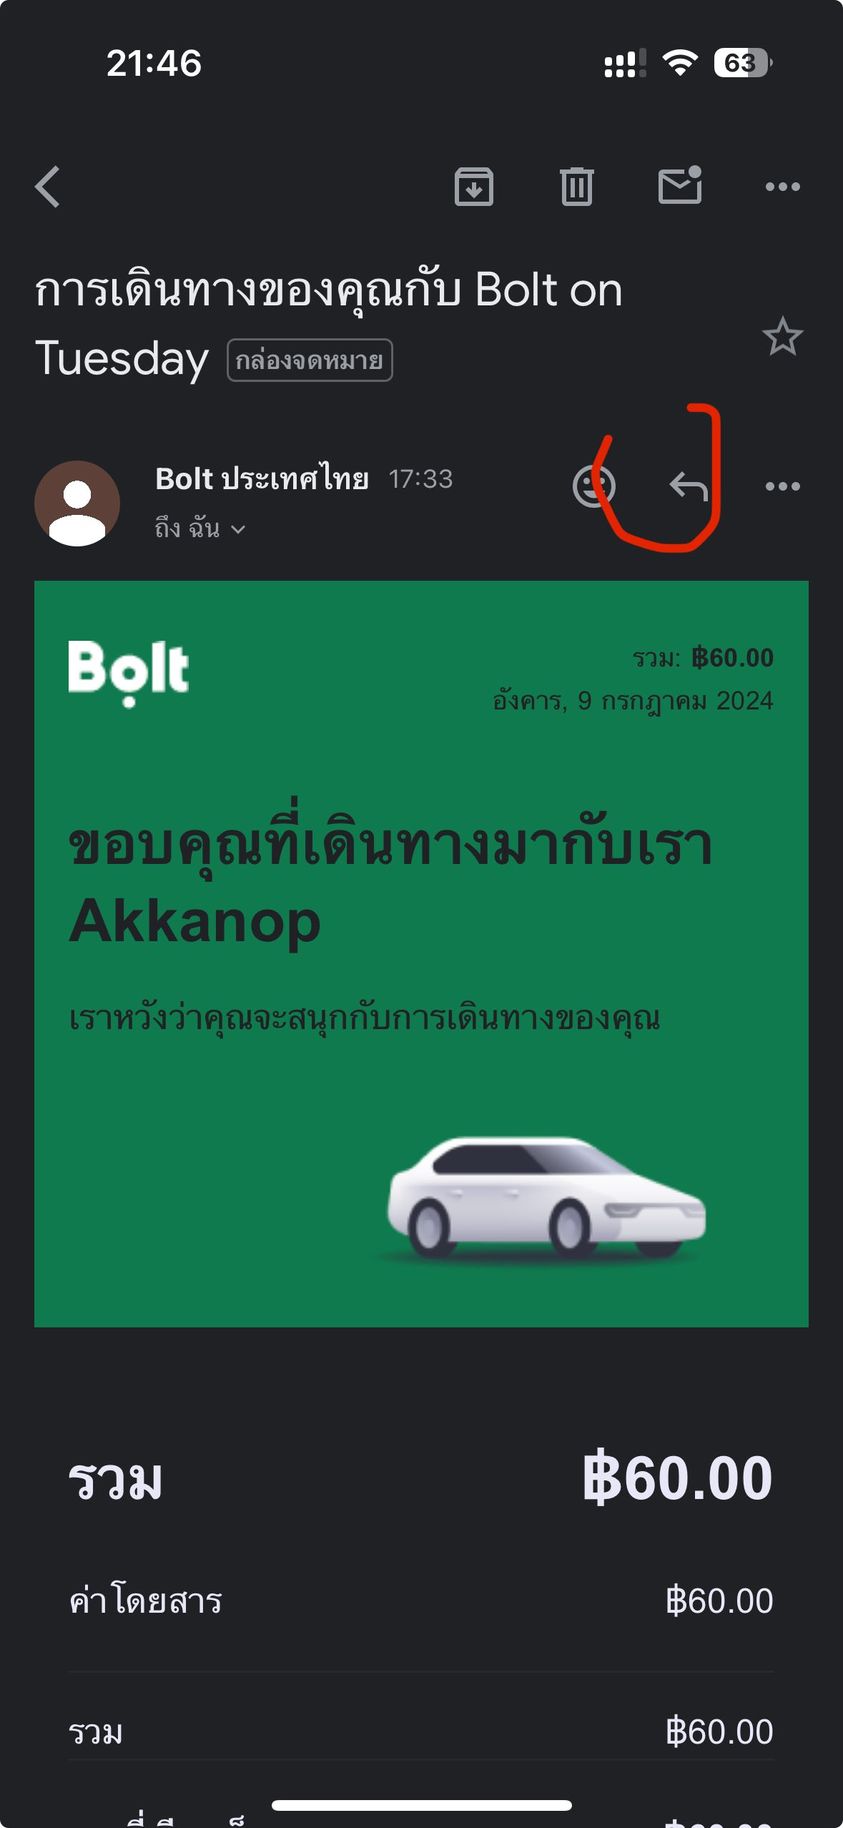 21:46
63
การเดินทางของคุณกับ Bolt on
Tuesday กล่องจดหมาย
Bolt ประเทศไทย 17:33
ถึง ฉัน
Bolt
รวม: ฿60.00
อังคาร, 9 กรกฎาคม 2024
ขอบคุณที่เดินทางมากับเรา
Akkanop
เราหวังว่าคุณจะสนุกกับการเดินทางของคุณ
รวม ฿60.00
ค่าโดยสาร ฿60.00
รวม ฿60.00